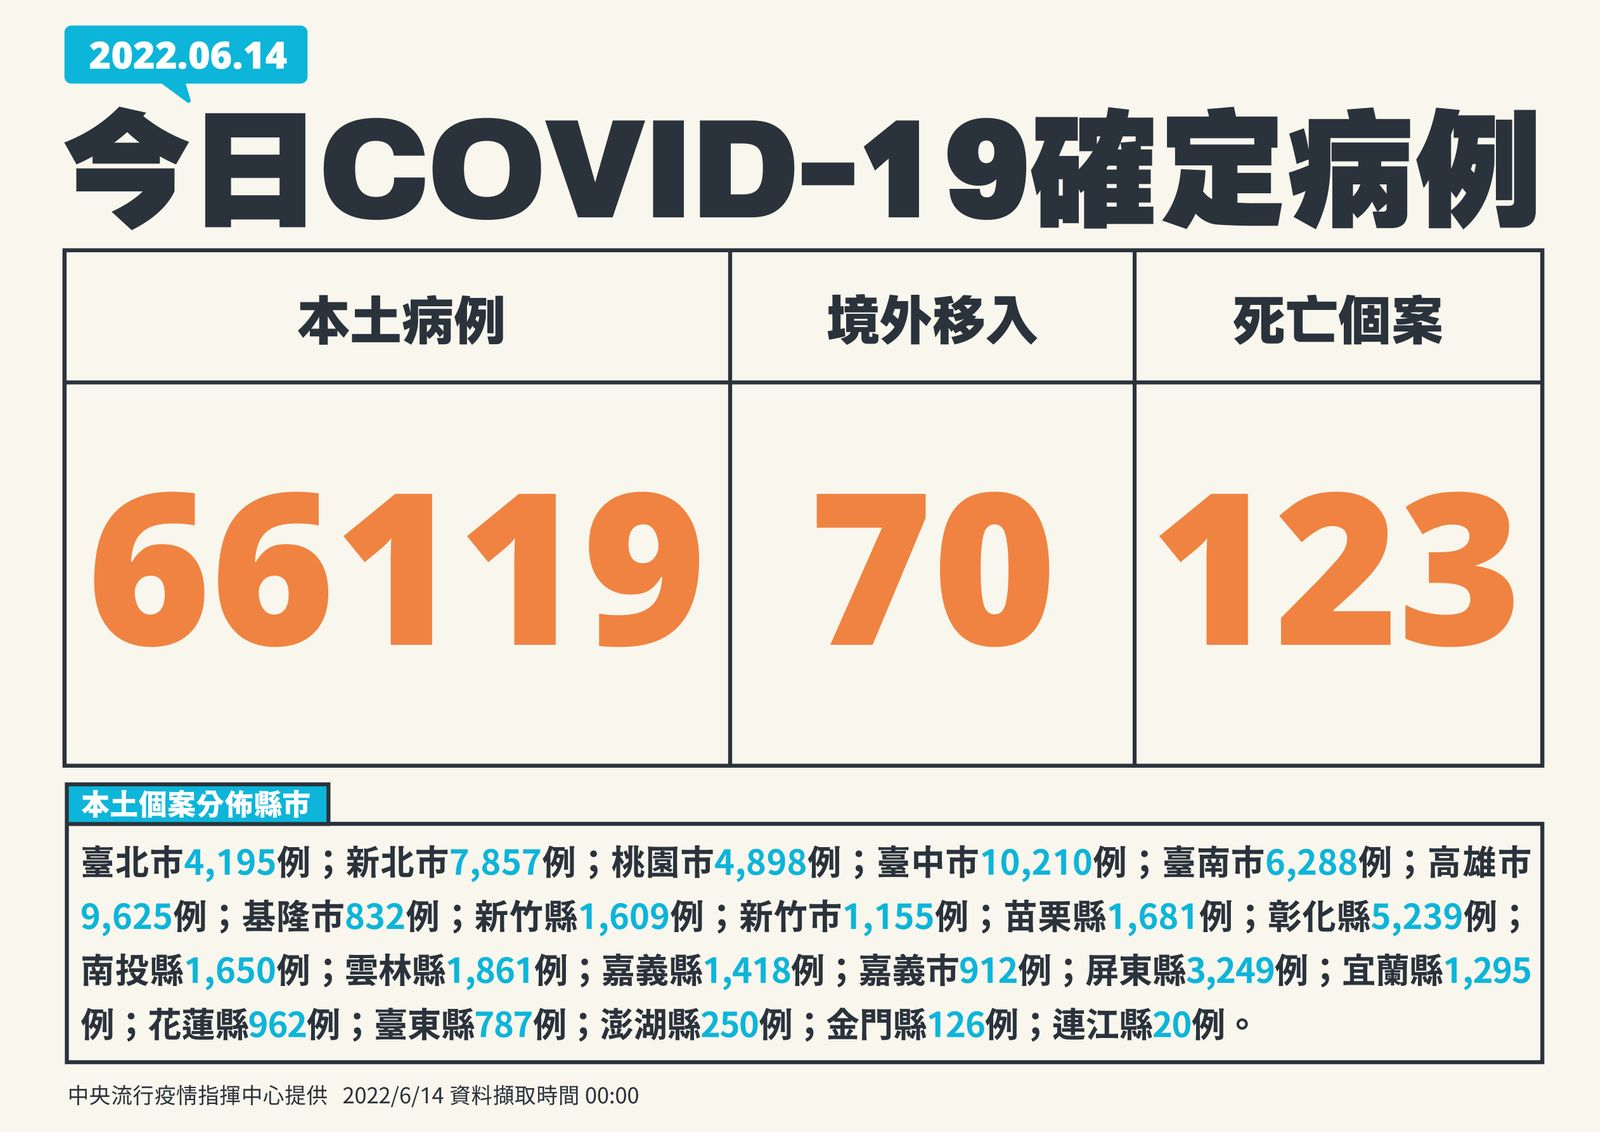 2022.06.14
今日COVID-19確定病例
本土病例 境外移入 死亡個案
66119 70 123
本土個案分佈縣市
臺北市4,195例；新北市7,857例；桃園市4,898例；臺中市10,210例；臺南市6,288例；高雄市
9,625例；基隆市832例；新竹縣1,609例；新竹市1,155例；苗栗縣1,681例；彰化縣5,239例；
南投縣1,650例；雲林縣1,861例；嘉義縣1,418例；嘉義市912例；屏東縣3,249例；宜蘭縣1,295
例；花蓮縣962例；臺東縣787例；澎湖縣250例；金門縣126例；連江縣20例。
中央流行疫情指揮中心提供 2022/6/14 資料擷取時間 00:00